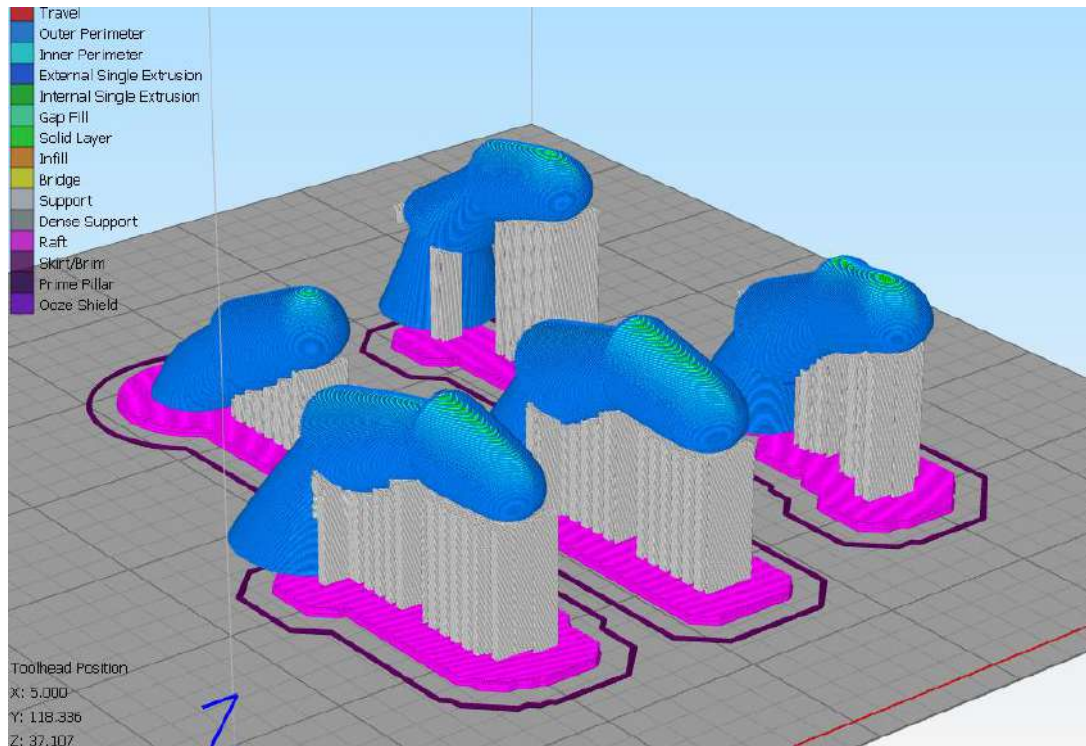 Travel
Outer Perimeter
Inner Perimeter
External Single Extrusion
Internal Single Extrusion
Gap Fill
Solid Layer
Infill
Bridge
Support
Dense Support
Raft
Skirt/Brim
Prime Pillar
Ooze Shield
Toolhead Position
X: 5.000
Y: 118.336
Z: 37.107